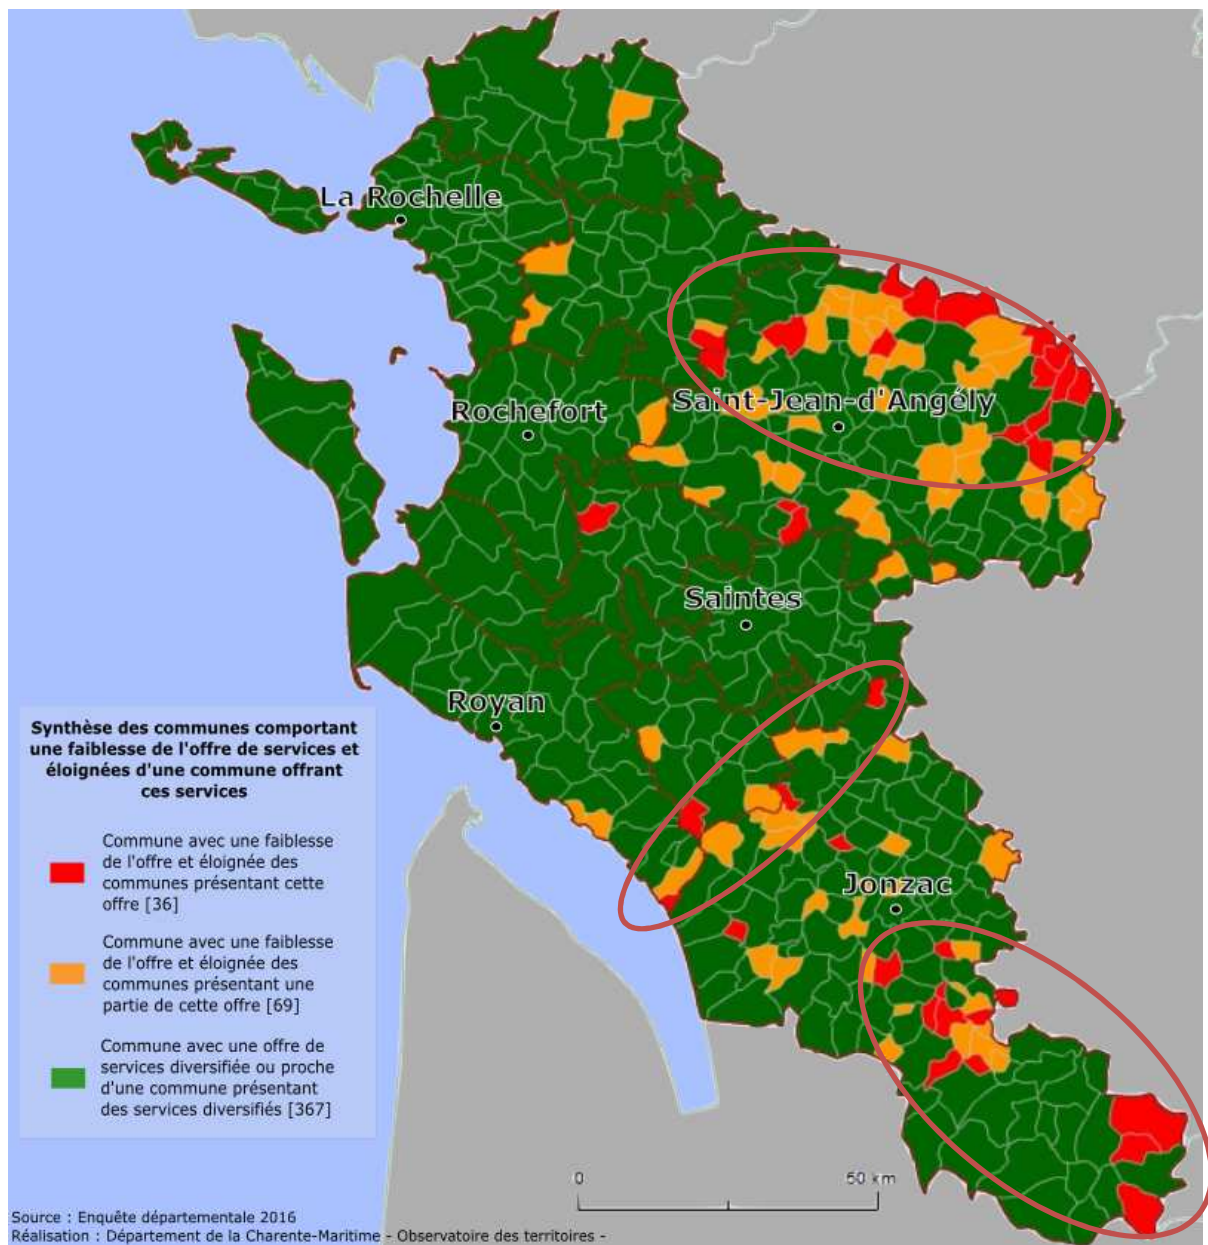 La Rochelle
Saint-Jean-d'Angély
Rochefort
Saintes
Royan
Jonzac
Synthèse des communes comportant
une faiblesse de l'offre de services et
éloignées d'une commune offrant
ces services
Commune avec une faiblesse
de l'offre et éloignée des
communes présentant cette
offre [36]
Commune avec une faiblesse
de l'offre et éloignée des
communes présentant une
partie de cette offre [69]
Commune avec une offre de
services diversifiée ou proche
d'une commune présentant
des services diversifiés [367]
0 50 km
Source : Enquête départementale 2016
Réalisation : Département de la Charente-Maritime - Observatoire des territoires -